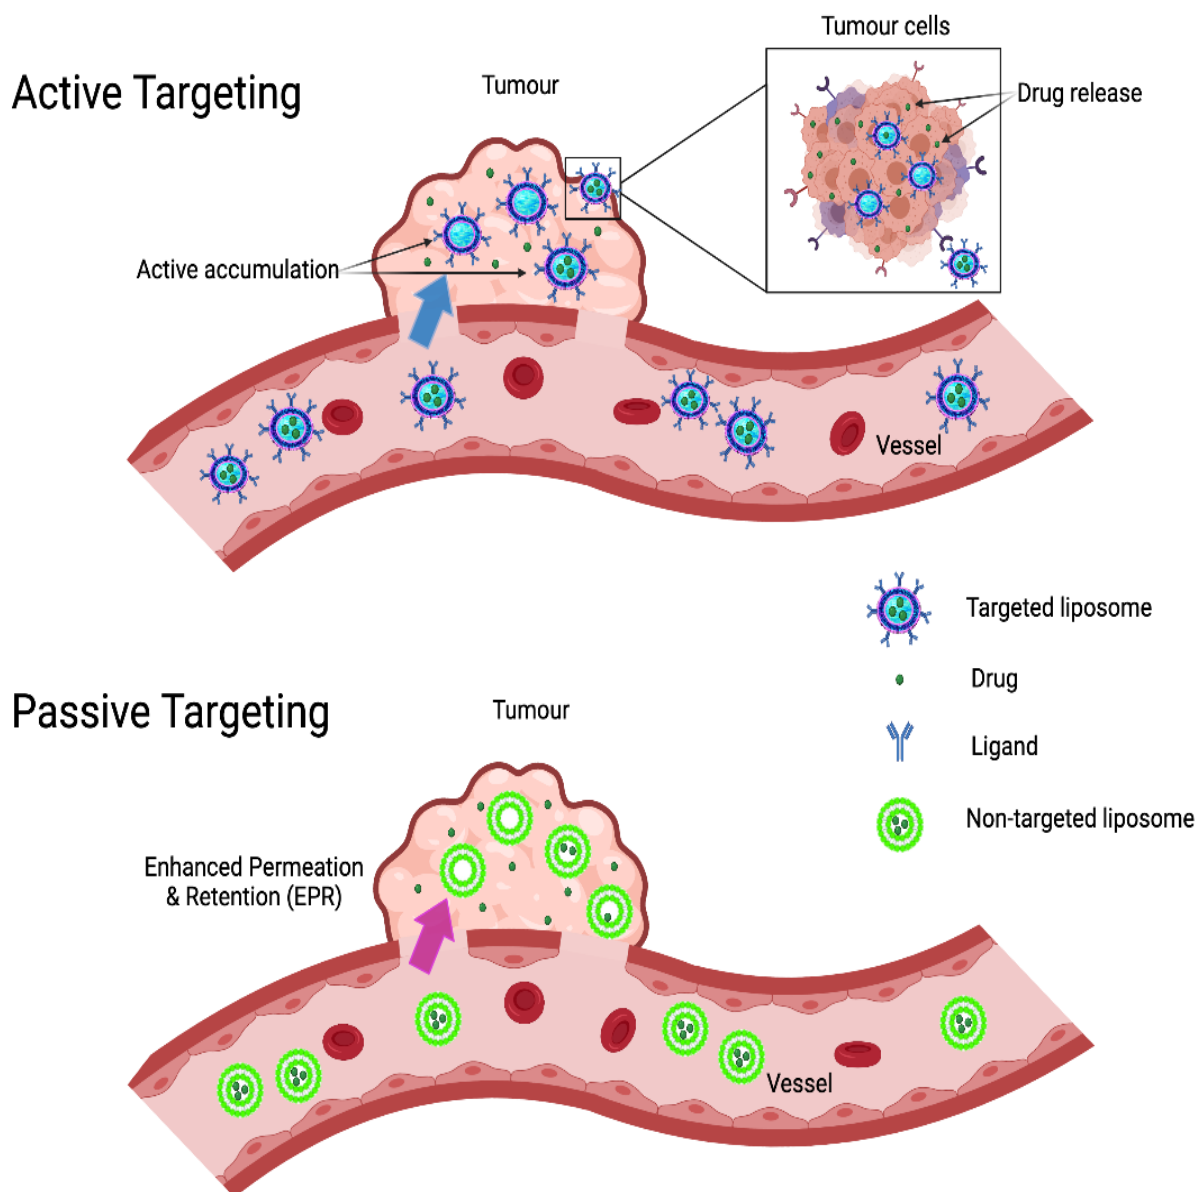 Tumour cells
Active Targeting
Tumour
Drug release
Active accumulation
Vessel
Targeted liposome
Drug
Ligand
Non-targeted liposome
Passive Targeting
Tumour
Enhanced Permeation
& Retention (EPR)
Vessel